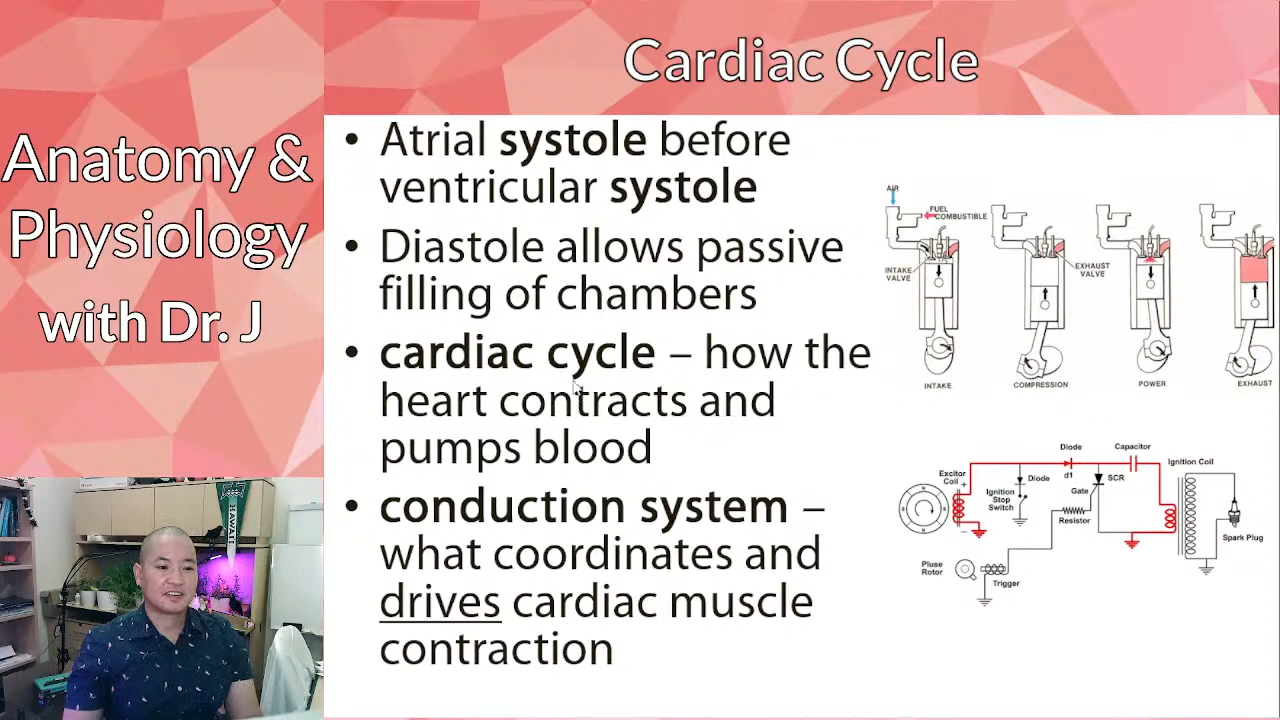 Cardiac Cycle
Anatomy &
Physiology
with Dr. J
• Atrial systole before
ventricular systole
• Diastole allows passive
filling of chambers
• cardiac cycle – how the
heart contracts and
pumps blood
• conduction system –
what coordinates and
drives cardiac muscle
contraction
AIR
FUEL
COMBUSTIBLE
INTAKE
VALVE
EXHAUST
VALVE
INTAKE
COMPRESSION
POWER
EXHAUST
Diode
Capacitor
Ignition Coil
Excitor
Coil
+
Diode
d1
SCR
Gate
Ignition
Stop
Switch
Resistor
Spark Plug
Pluse
Rotor
Trigger
HAWAI'I